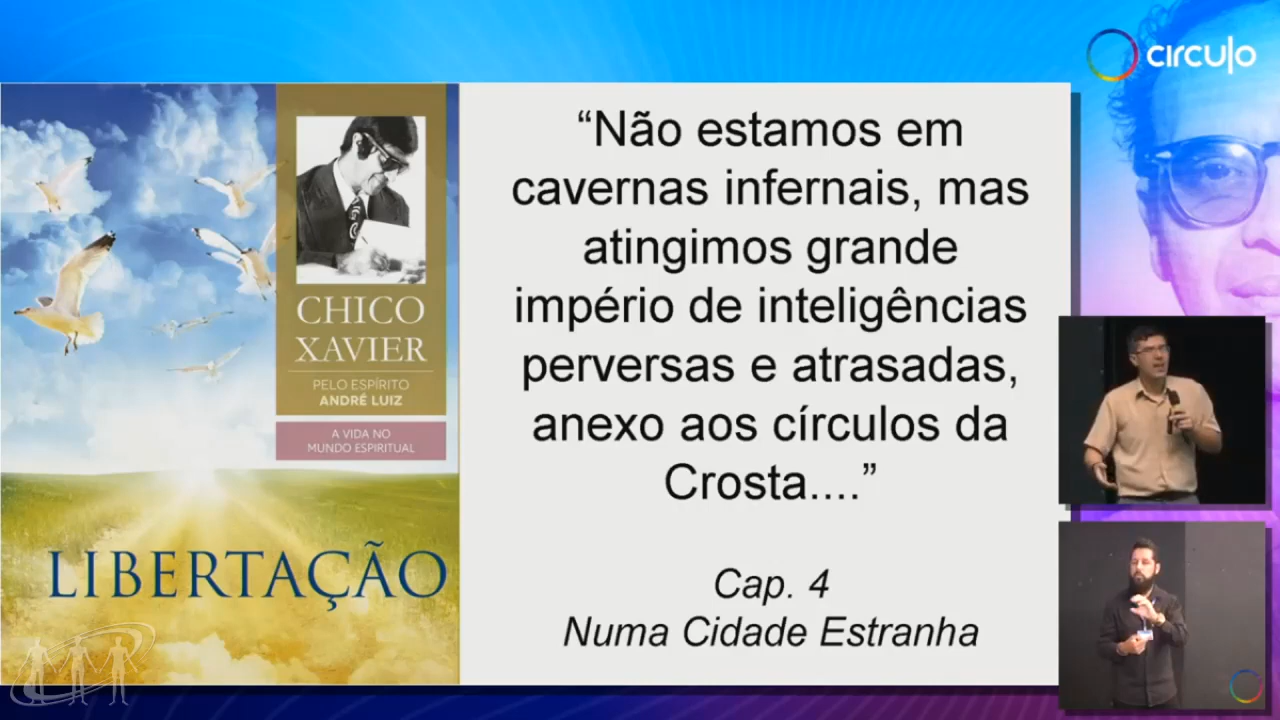 círculo
CHICO
XAVIER
PELO ESPÍRITO
ANDRÉ LUIZ
A VIDA NO
MUNDO ESPIRITUAL
LIBERTAÇÃO
“Não estamos em
cavernas infernais, mas
atingimos grande
império de inteligências
perversas e atrasadas,
anexo aos círculos da
Crosta....”
Cap. 4
Numa Cidade Estranha